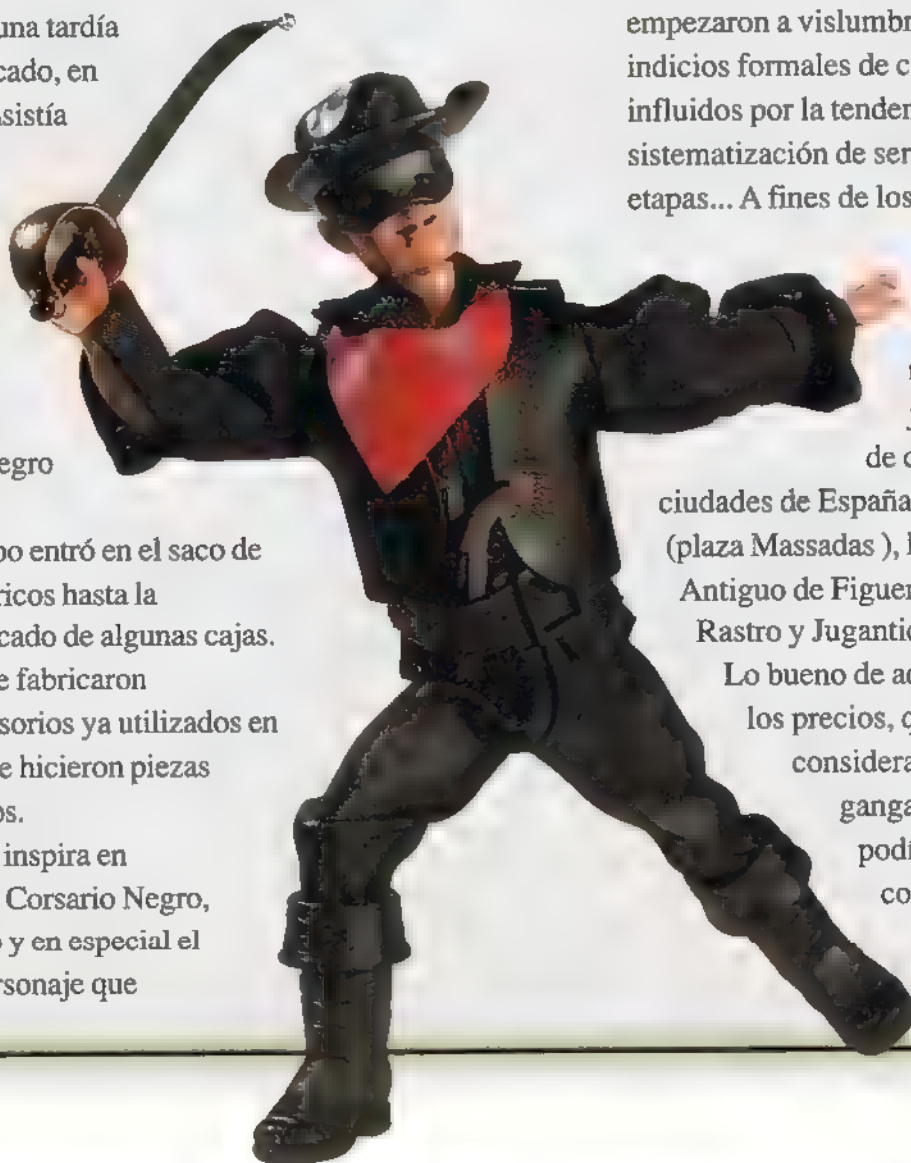 una tardía
cado, en
sistía
egro
po entró en el saco de
ricos hasta la
cado de algunas cajas.
e fabricaron
sorios ya utilizados en
e hicieron piezas
os.
inspira en
Corsario Negro,
o y en especial el
rsonaje que
empezaron a vislumbr
indicios formales de c
influidos por la tenden
sistematización de ser
etapas... A fines de los
de c
ciudades de España
(plaza Massadas ), l
Antiguo de Figuer
Rastro y Jugantic
Lo bueno de ad
los precios, q
considera
ganga
podí
co